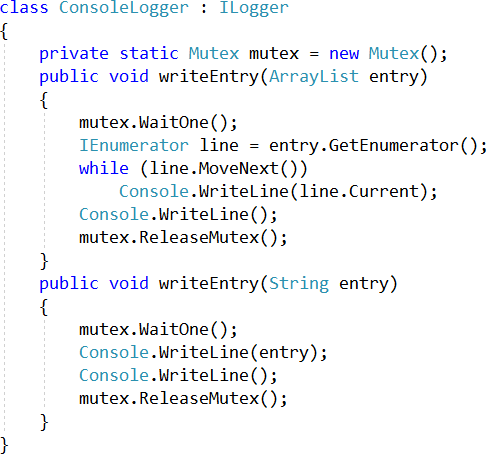 class ConsoleLogger : ILogger
{
    private static Mutex mutex = new Mutex();
    public void writeEntry(ArrayList entry)
    {
        mutex.WaitOne();
        IEnumerator line = entry.GetEnumerator();
        while (line.MoveNext())
            Console.WriteLine(line.Current);
        Console.WriteLine();
        mutex.ReleaseMutex();
    }
    public void writeEntry(String entry)
    {
        mutex.WaitOne();
        Console.WriteLine(entry);
        Console.WriteLine();
        mutex.ReleaseMutex();
    }
}